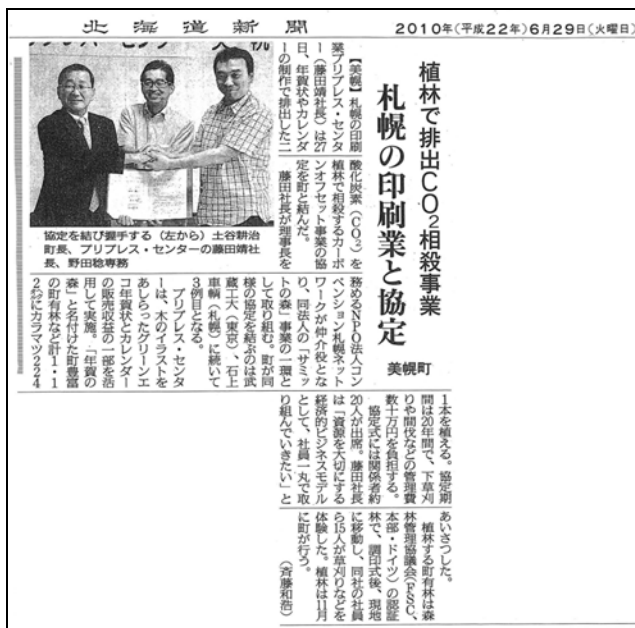 北海道新聞 2010年(平成22年)6月29日(火曜日)
植林で排出CO₂相殺事業
札幌の印刷業と協定
美幌町
【美幌】札幌の印刷
業プリプレス・センタ
ー(藤田靖社長)は27
日、年賀状やカレンダ
ーの制作で排出した二
酸化炭素(CO₂)を
植林で相殺するカーボ
ンオフセット事業の協
定を町と結んだ。
藤田社長が理事長を
務めるNPO法人コン
ベンション札幌ネット
ワークが仲介役とな
り、同法人の「サミッ
トの森」事業の一環と
して取り組む。町が同
様の協定を結ぶのは武
蔵工大(東京)、石上
車輌(札幌)に続いて
3例目となる。
プリプレス・センタ
ーは、木のイラストを
あしらったグリーンエ
コ年賀状とカレンダー
の販売収益の一部を活
用して実施。「年賀の
森」と名付けた町豊富
の町有林など計1・1
2㌶にカラマツ224
1本を植える。協定期
間は20年間で、下草刈
りや間伐などの管理費
数十万円を負担する。
協定式には関係者約
20人が出席。藤田社長
は「資源を大切にする
経済的ビジネスモデル
として、社員一丸で取
り組んでいきたい」と
あいさつした。
植林する町有林は森
林管理協議会(FSC、
本部・ドイツ)の認証
林で、調印式後、現地
に移動し、同社の社員
ら15人が草刈りなどを
体験した。植林は11月
に町が行う。
(斉藤和浩)
協定を結び握手する(左から)土谷耕治
町長、プリプレス・センターの藤田靖社
長、野田稔専務